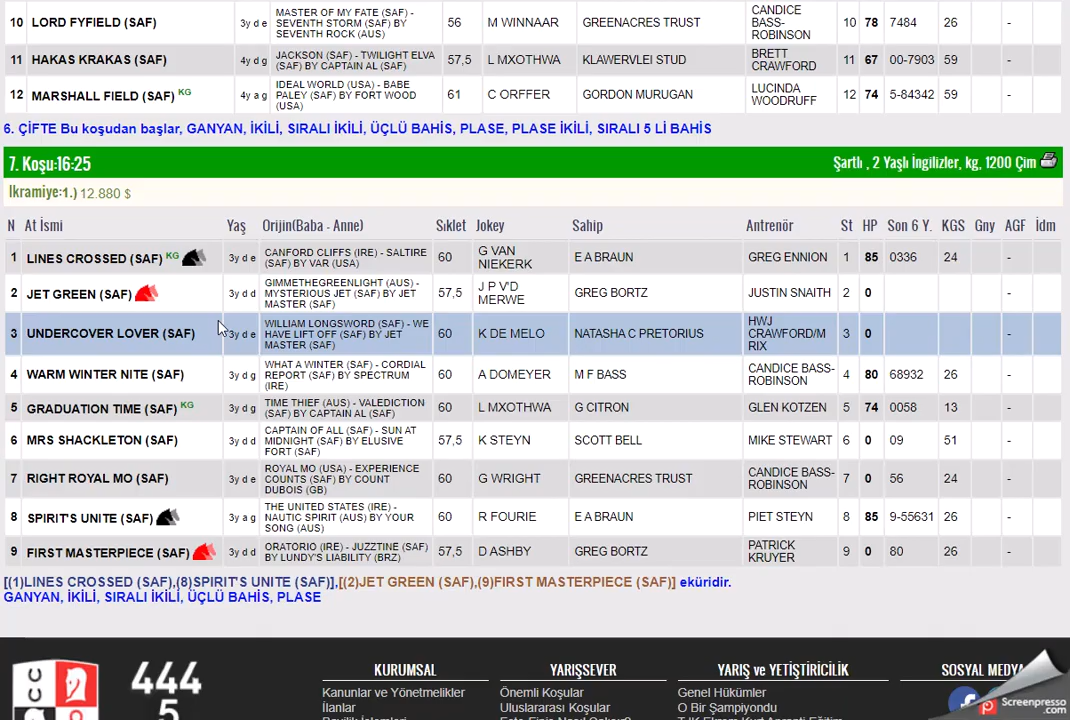 10 LORD FYFIELD (SAF) 3y d e MASTER OF MY FATE (SAF) - SEVENTH STORM (SAF) BY SEVENTH ROCK (AUS) 56 M WINNAAR GREENACRES TRUST CANDICE BASS-ROBINSON 10 78 7484 26 -
11 HAKAS KRAKAS (SAF) 4y d g JACKSON (SAF) - TWILIGHT ELVA (SAF) BY CAPTAIN AL (SAF) 57,5 L MXOTHWA KLAWERVLEI STUD BRETT CRAWFORD 11 67 00-7903 59 -
12 MARSHALL FIELD (SAF) KG 4y a g IDEAL WORLD (USA) - BABE PALEY (SAF) BY FORT WOOD (USA) 61 C ORFFER GORDON MURUGAN LUCINDA WOODRUFF 12 74 5-84342 59 -
6. ÇİFTE Bu koşudan başlar, GANYAN, İKİLİ, SIRALI İKİLİ, ÜÇLÜ BAHİS, PLASE, PLASE İKİLİ, SIRALI 5 Lİ BAHİS
7. Koşu:16:25 Şartlı , 2 Yaşlı İngilizler, kg, 1200 Çim
İkramiye:1.) 12.880 $
N At İsmi Yaş Orijin(Baba - Anne) Sıklet Jokey Sahip Antrenör St HP Son 6 Y. KGS Gny AGF İdm
1 LINES CROSSED (SAF) KG 3y d e CANFORD CLIFFS (IRE) - SALTIRE (SAF) BY VAR (USA) 60 G VAN NIEKERK E A BRAUN GREG ENNION 1 85 0336 24 -
2 JET GREEN (SAF) 3y d d GIMMETHEGREENLIGHT (AUS) - MYSTERIOUS JET (SAF) BY JET MASTER (SAF) 57,5 J P V'D MERWE GREG BORTZ JUSTIN SNAITH 2 0 -
3 UNDERCOVER LOVER (SAF) 3y d e WILLIAM LONGSWORD (SAF) - WE HAVE LIFT OFF (SAF) BY JET MASTER (SAF) 60 K DE MELO NATASHA C PRETORIUS HWJ CRAWFORD/M RIX 3 0 -
4 WARM WINTER NITE (SAF) 3y d g WHAT A WINTER (SAF) - CORDIAL REPORT (SAF) BY SPECTRUM (IRE) 60 A DOMEYER M F BASS CANDICE BASS-ROBINSON 4 80 68932 26 -
5 GRADUATION TIME (SAF) KG 3y d g TIME THIEF (AUS) - VALEDICTION (SAF) BY CAPTAIN AL (SAF) 60 L MXOTHWA G CITRON GLEN KOTZEN 5 74 0058 13 -
6 MRS SHACKLETON (SAF) 3y d d CAPTAIN OF ALL (SAF) - SUN AT MIDNIGHT (SAF) BY ELUSIVE FORT (SAF) 57,5 K STEYN SCOTT BELL MIKE STEWART 6 0 09 51 -
7 RIGHT ROYAL MO (SAF) 3y d d ROYAL MO (USA) - EXPERIENCE COUNTS (SAF) BY COUNT DUBOIS (GB) 60 G WRIGHT GREENACRES TRUST CANDICE BASS-ROBINSON 7 0 56 24 -
8 SPIRIT'S UNITE (SAF) 3y a g THE UNITED STATES (IRE) - NAUTIC SPIRIT (AUS) BY YOUR SONG (AUS) 60 R FOURIE E A BRAUN PIET STEYN 8 85 9-55631 26 -
9 FIRST MASTERPIECE (SAF) 3y d d ORATORIO (IRE) - JUZZTINE (SAF) BY LUNDY'S LIABILITY (BRZ) 57,5 D ASHBY GREG BORTZ PATRICK KRUYER 9 0 80 26 -
[(1)LINES CROSSED (SAF),(8)SPIRIT'S UNITE (SAF)],[(2)JET GREEN (SAF),(9)FIRST MASTERPIECE (SAF)] eküridir.
GANYAN, İKİLİ, SIRALI İKİLİ, ÜÇLÜ BAHİS, PLASE
444
5
KURUMSAL YARIŞSEVER YARIŞ ve YETİŞTİRİCİLİK SOSYAL MEDYA
Kanunlar ve Yönetmelikler Önemli Koşular Genel Hükümler
İlanlar Uluslararası Koşular O Bir Şampiyondu
Screenpresso.com